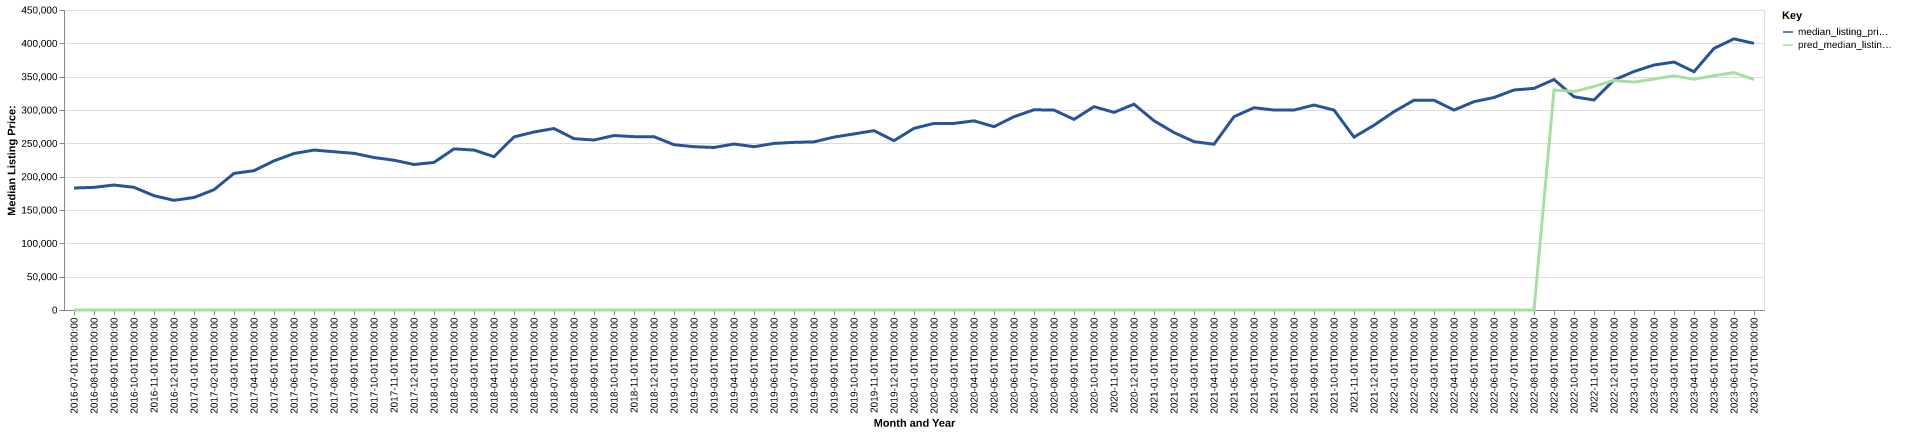 450,000
400,000
350,000
300,000
250,000
200,000
150,000
100,000
50,000
0
Median Listing Price:
2016-07-01T00:00:00
2016-08-01T00:00:00
2016-09-01T00:00:00
2016-10-01T00:00:00
2016-11-01T00:00:00
2016-12-01T00:00:00
2017-01-01T00:00:00
2017-02-01T00:00:00
2017-03-01T00:00:00
2017-04-01T00:00:00
2017-05-01T00:00:00
2017-06-01T00:00:00
2017-07-01T00:00:00
2017-08-01T00:00:00
2017-09-01T00:00:00
2017-10-01T00:00:00
2017-11-01T00:00:00
2017-12-01T00:00:00
2018-01-01T00:00:00
2018-02-01T00:00:00
2018-03-01T00:00:00
2018-04-01T00:00:00
2018-05-01T00:00:00
2018-06-01T00:00:00
2018-07-01T00:00:00
2018-08-01T00:00:00
2018-09-01T00:00:00
2018-10-01T00:00:00
2018-11-01T00:00:00
2018-12-01T00:00:00
2019-01-01T00:00:00
2019-02-01T00:00:00
2019-03-01T00:00:00
2019-04-01T00:00:00
2019-05-01T00:00:00
2019-06-01T00:00:00
2019-07-01T00:00:00
2019-08-01T00:00:00
2019-09-01T00:00:00
2019-10-01T00:00:00
2019-11-01T00:00:00
2019-12-01T00:00:00
2020-01-01T00:00:00
2020-02-01T00:00:00
2020-03-01T00:00:00
2020-04-01T00:00:00
2020-05-01T00:00:00
2020-06-01T00:00:00
2020-07-01T00:00:00
2020-08-01T00:00:00
2020-09-01T00:00:00
2020-10-01T00:00:00
2020-11-01T00:00:00
2020-12-01T00:00:00
2021-01-01T00:00:00
2021-02-01T00:00:00
2021-03-01T00:00:00
2021-04-01T00:00:00
2021-05-01T00:00:00
2021-06-01T00:00:00
2021-07-01T00:00:00
2021-08-01T00:00:00
2021-09-01T00:00:00
2021-10-01T00:00:00
2021-11-01T00:00:00
2021-12-01T00:00:00
2022-01-01T00:00:00
2022-02-01T00:00:00
2022-03-01T00:00:00
2022-04-01T00:00:00
2022-05-01T00:00:00
2022-06-01T00:00:00
2022-07-01T00:00:00
2022-08-01T00:00:00
2022-09-01T00:00:00
2022-10-01T00:00:00
2022-11-01T00:00:00
2022-12-01T00:00:00
2023-01-01T00:00:00
2023-02-01T00:00:00
2023-03-01T00:00:00
2023-04-01T00:00:00
2023-05-01T00:00:00
2023-06-01T00:00:00
2023-07-01T00:00:00
Month and Year
Key
median_listing_pri…
pred_median_listin…